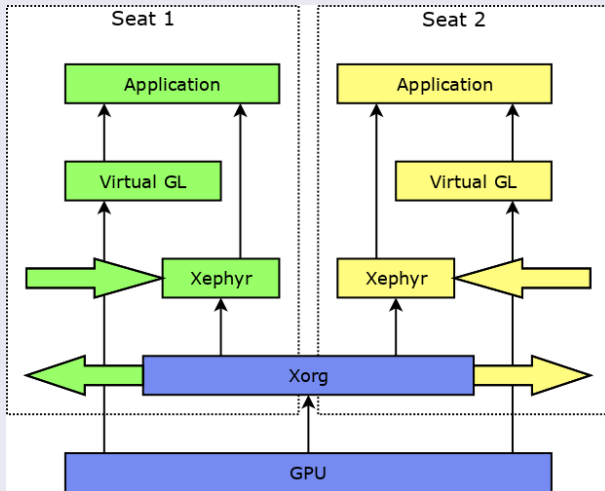 Seat 1
Seat 2
Application
Application
Virtual GL
Virtual GL
Xephyr
Xephyr
Xorg
GPU